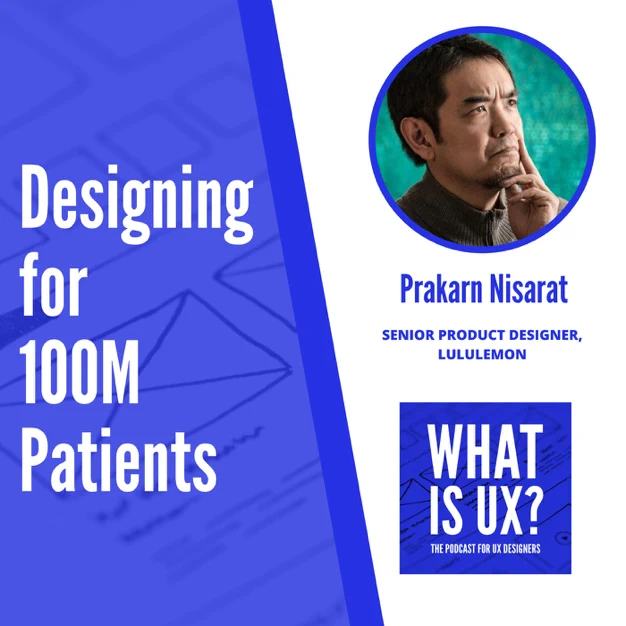 Designing
for
100M
Patients
Prakarn Nisarat
SENIOR PRODUCT DESIGNER,
LULULEMON
WHAT
IS UX?
THE PODCAST FOR UX DESIGNERS